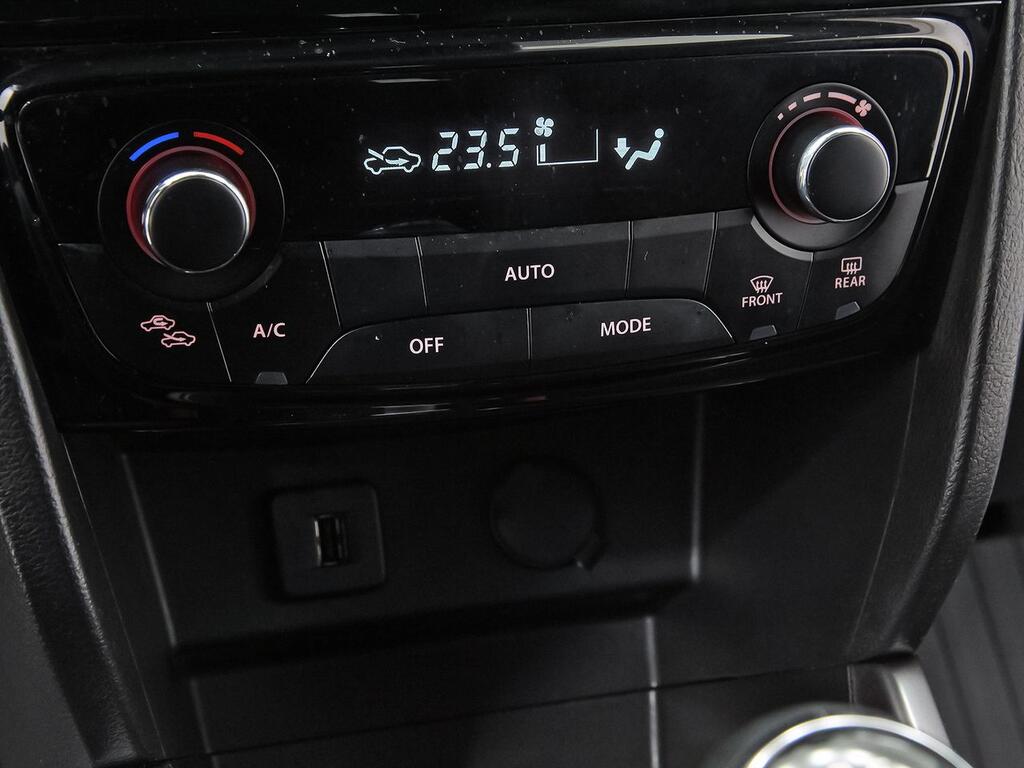 23.5
AUTO
FRONT
REAR
A/C
OFF
MODE